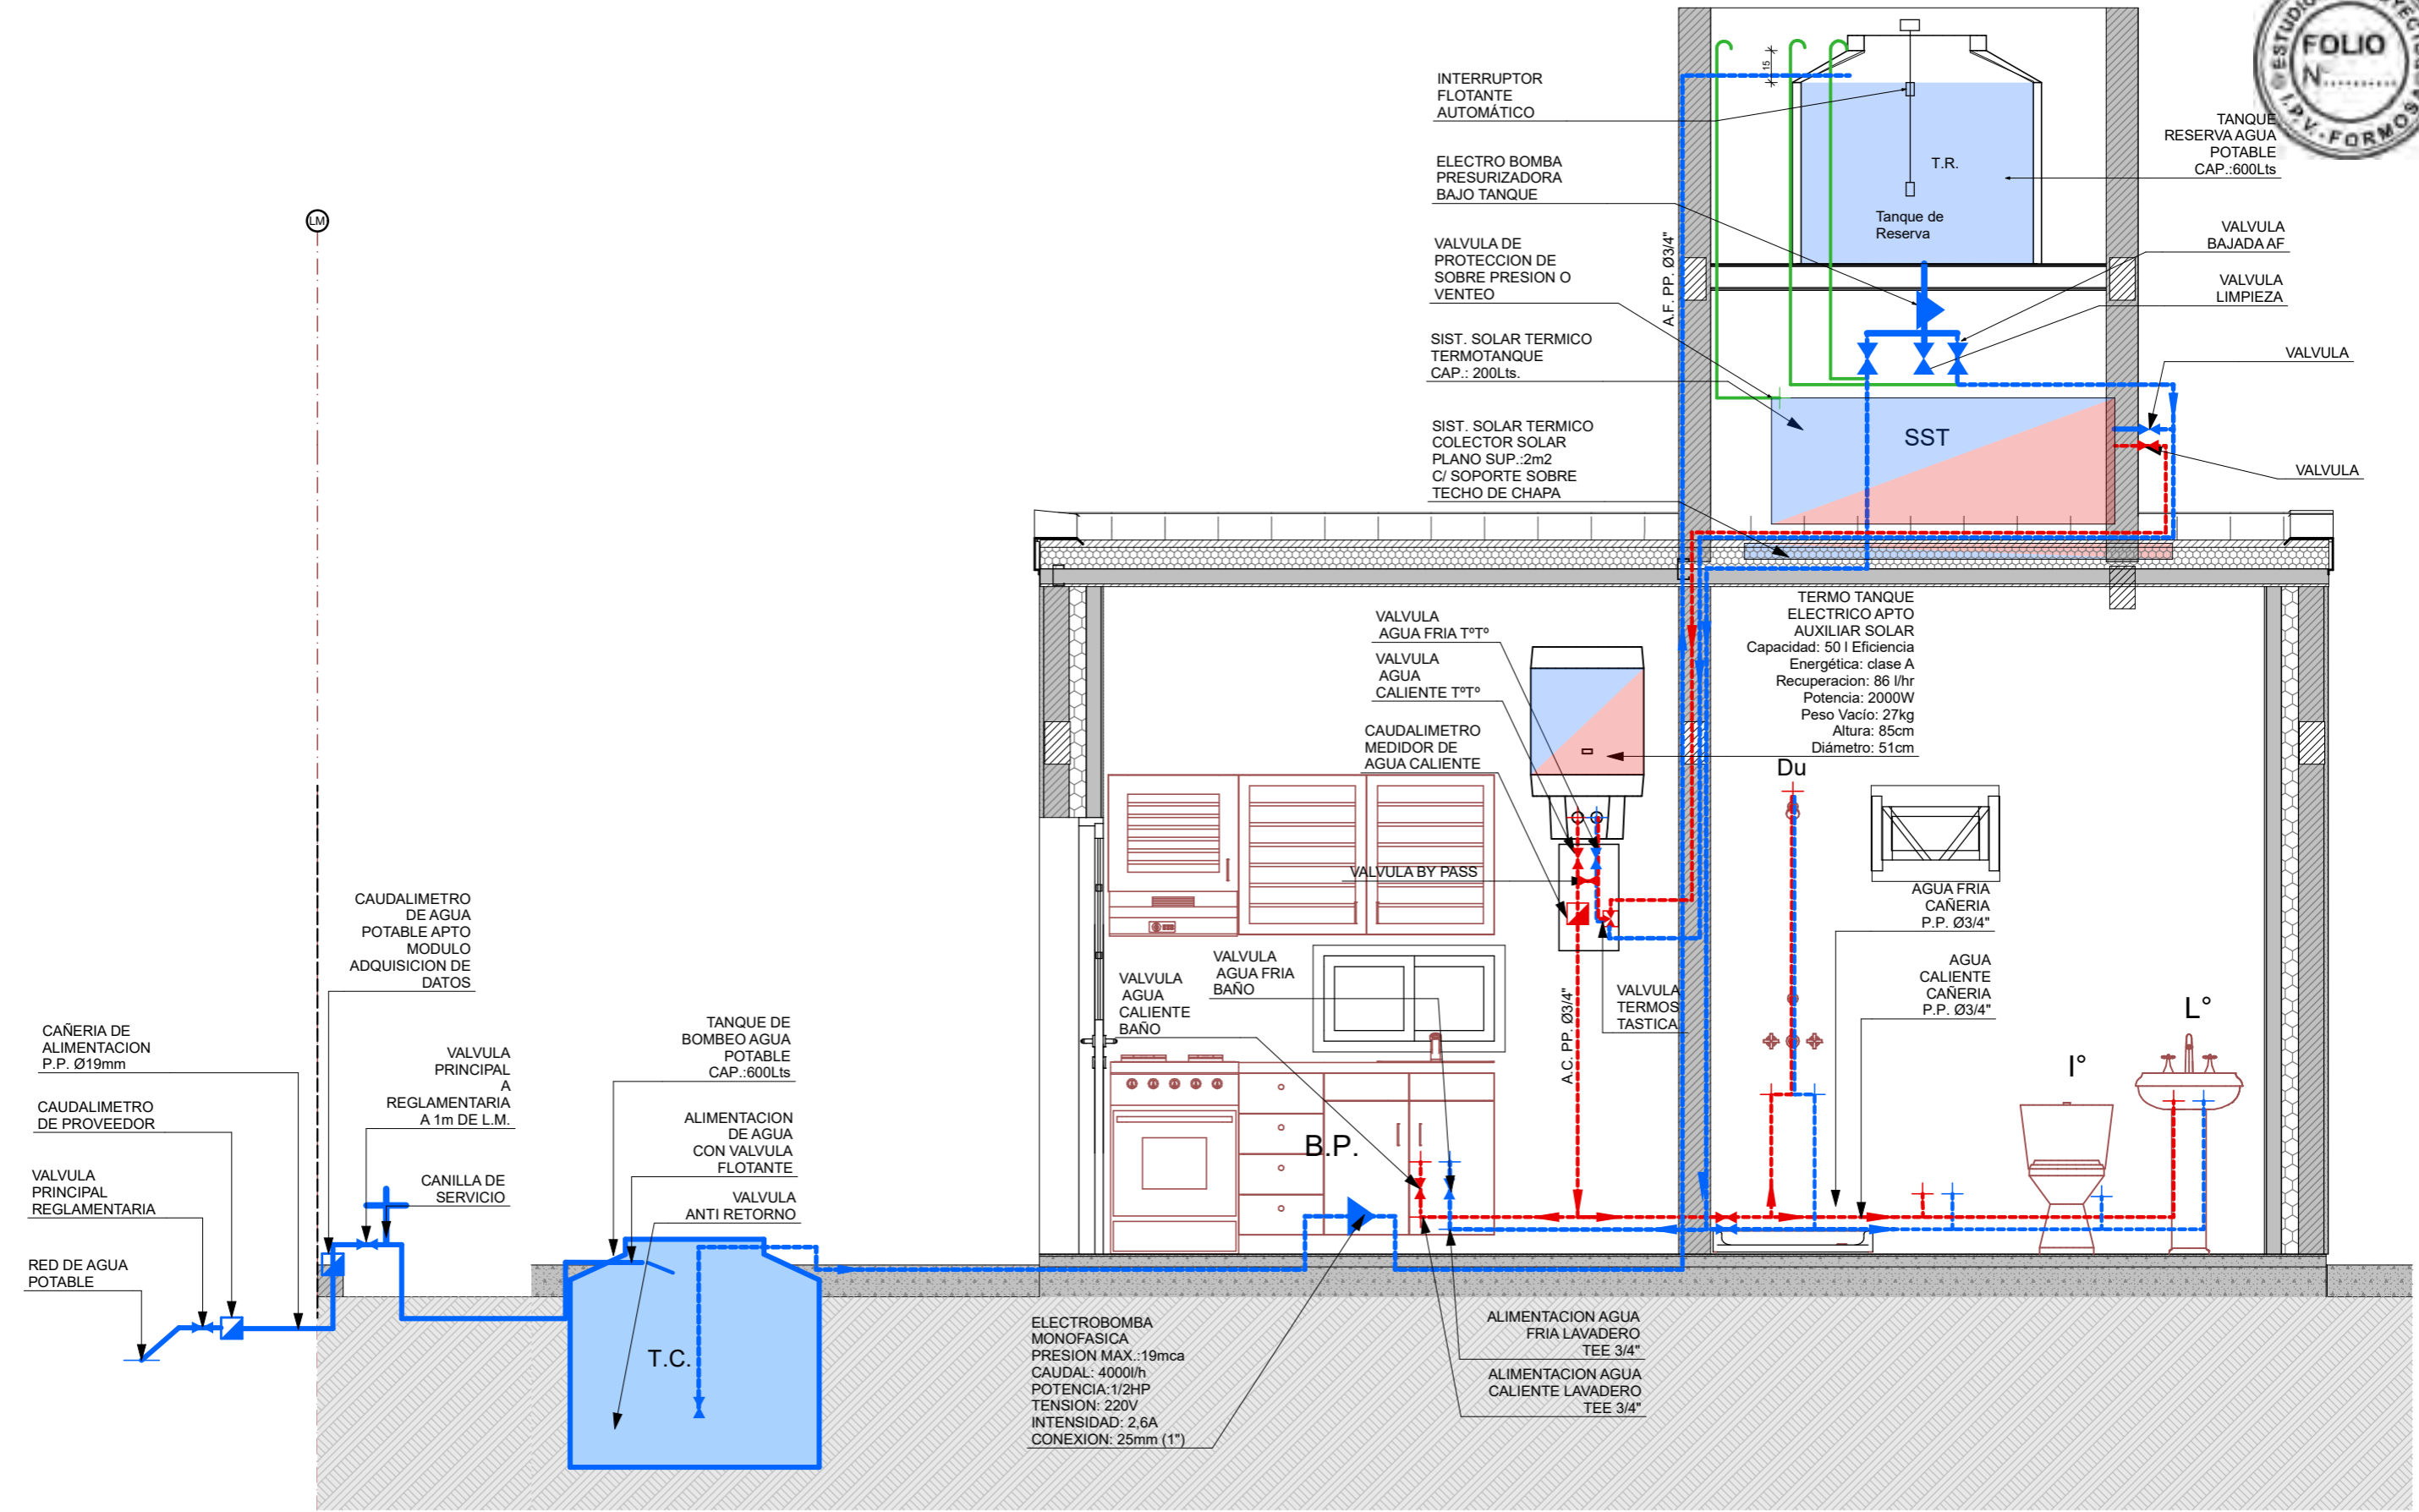 ESTUDIO
FOLIO
N..........
I.P.V. - FORMOSA
INTERRUPTOR
FLOTANTE
AUTOMÁTICO
15
TANQUE
RESERVA AGUA
POTABLE
CAP.:600Lts
T.R.
Tanque de
Reserva
ELECTRO BOMBA
PRESURIZADORA
BAJO TANQUE
LM
VALVULA
BAJADA AF
VALVULA DE
PROTECCION DE
SOBRE PRESION O
VENTEO
A.F. PP. Ø3/4"
VALVULA
LIMPIEZA
SIST. SOLAR TERMICO
TERMOTANQUE
CAP.: 200Lts.
VALVULA
SIST. SOLAR TERMICO
COLECTOR SOLAR
PLANO SUP.:2m2
C/ SOPORTE SOBRE
TECHO DE CHAPA
SST
VALVULA
VALVULA
AGUA FRIA TºTº
VALVULA
AGUA
CALIENTE TºTº
CAUDALIMETRO
MEDIDOR DE
AGUA CALIENTE
TERMO TANQUE
ELECTRICO APTO
AUXILIAR SOLAR
Capacidad: 50 l Eficiencia
Energética: clase A
Recuperacion: 86 l/hr
Potencia: 2000W
Peso Vacío: 27kg
Altura: 85cm
Diámetro: 51cm
Du
VALVULA BY PASS
AGUA FRIA
CAÑERIA
P.P. Ø3/4"
AGUA
CALIENTE
CAÑERIA
P.P. Ø3/4"
CAUDALIMETRO
DE AGUA
POTABLE APTO
MODULO
ADQUISICION DE
DATOS
VALVULA
AGUA FRIA
BAÑO
VALVULA
AGUA
CALIENTE
BAÑO
A.C. PP. Ø3/4"
VALVULA
TERMOS
TASTICA
L°
I°
CAÑERIA DE
ALIMENTACION
P.P. Ø19mm
VALVULA
PRINCIPAL
A
REGLAMENTARIA
A 1m DE L.M.
TANQUE DE
BOMBEO AGUA
POTABLE
CAP.:600Lts
CAUDALIMETRO
DE PROVEEDOR
ALIMENTACION
DE AGUA
CON VALVULA
FLOTANTE
B.P.
VALVULA
PRINCIPAL
REGLAMENTARIA
CANILLA DE
SERVICIO
VALVULA
ANTI RETORNO
RED DE AGUA
POTABLE
T.C.
ELECTROBOMBA
MONOFASICA
PRESION MAX.:19mca
CAUDAL: 4000l/h
POTENCIA:1/2HP
TENSION: 220V
INTENSIDAD: 2,6A
CONEXION: 25mm (1")
ALIMENTACION AGUA
FRIA LAVADERO
TEE 3/4"
ALIMENTACION AGUA
CALIENTE LAVADERO
TEE 3/4"